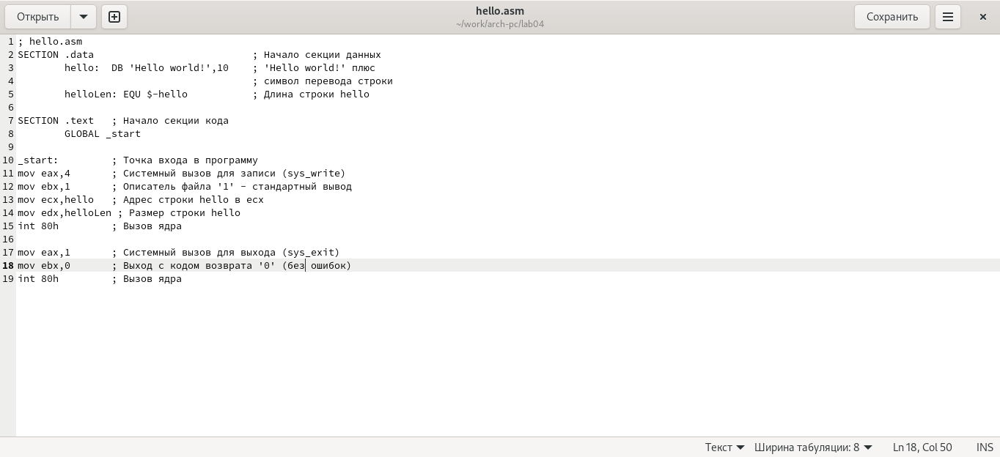 Открыть
hello.asm
~/work/arch-pc/lab04
Сохранить
1 ; hello.asm
2 SECTION .data                           ; Начало секции данных
3         hello:  DB 'Hello world!',10    ; 'Hello world!' плюс
4                                         ; символ перевода строки
5         helloLen: EQU $-hello           ; Длина строки hello
6
7 SECTION .text   ; Начало секции кода
8         GLOBAL _start
9
10 _start:         ; Точка входа в программу
11 mov eax,4       ; Системный вызов для записи (sys_write)
12 mov ebx,1       ; Описатель файла '1' - стандартный вывод
13 mov ecx,hello   ; Адрес строки hello в ecx
14 mov edx,helloLen ; Размер строки hello
15 int 80h         ; Вызов ядра
16
17 mov eax,1       ; Системный вызов для выхода (sys_exit)
18 mov ebx,0       ; Выход с кодом возврата '0' (без ошибок)
19 int 80h         ; Вызов ядра
Текст Ширина табуляции: 8 Ln 18, Col 50 INS